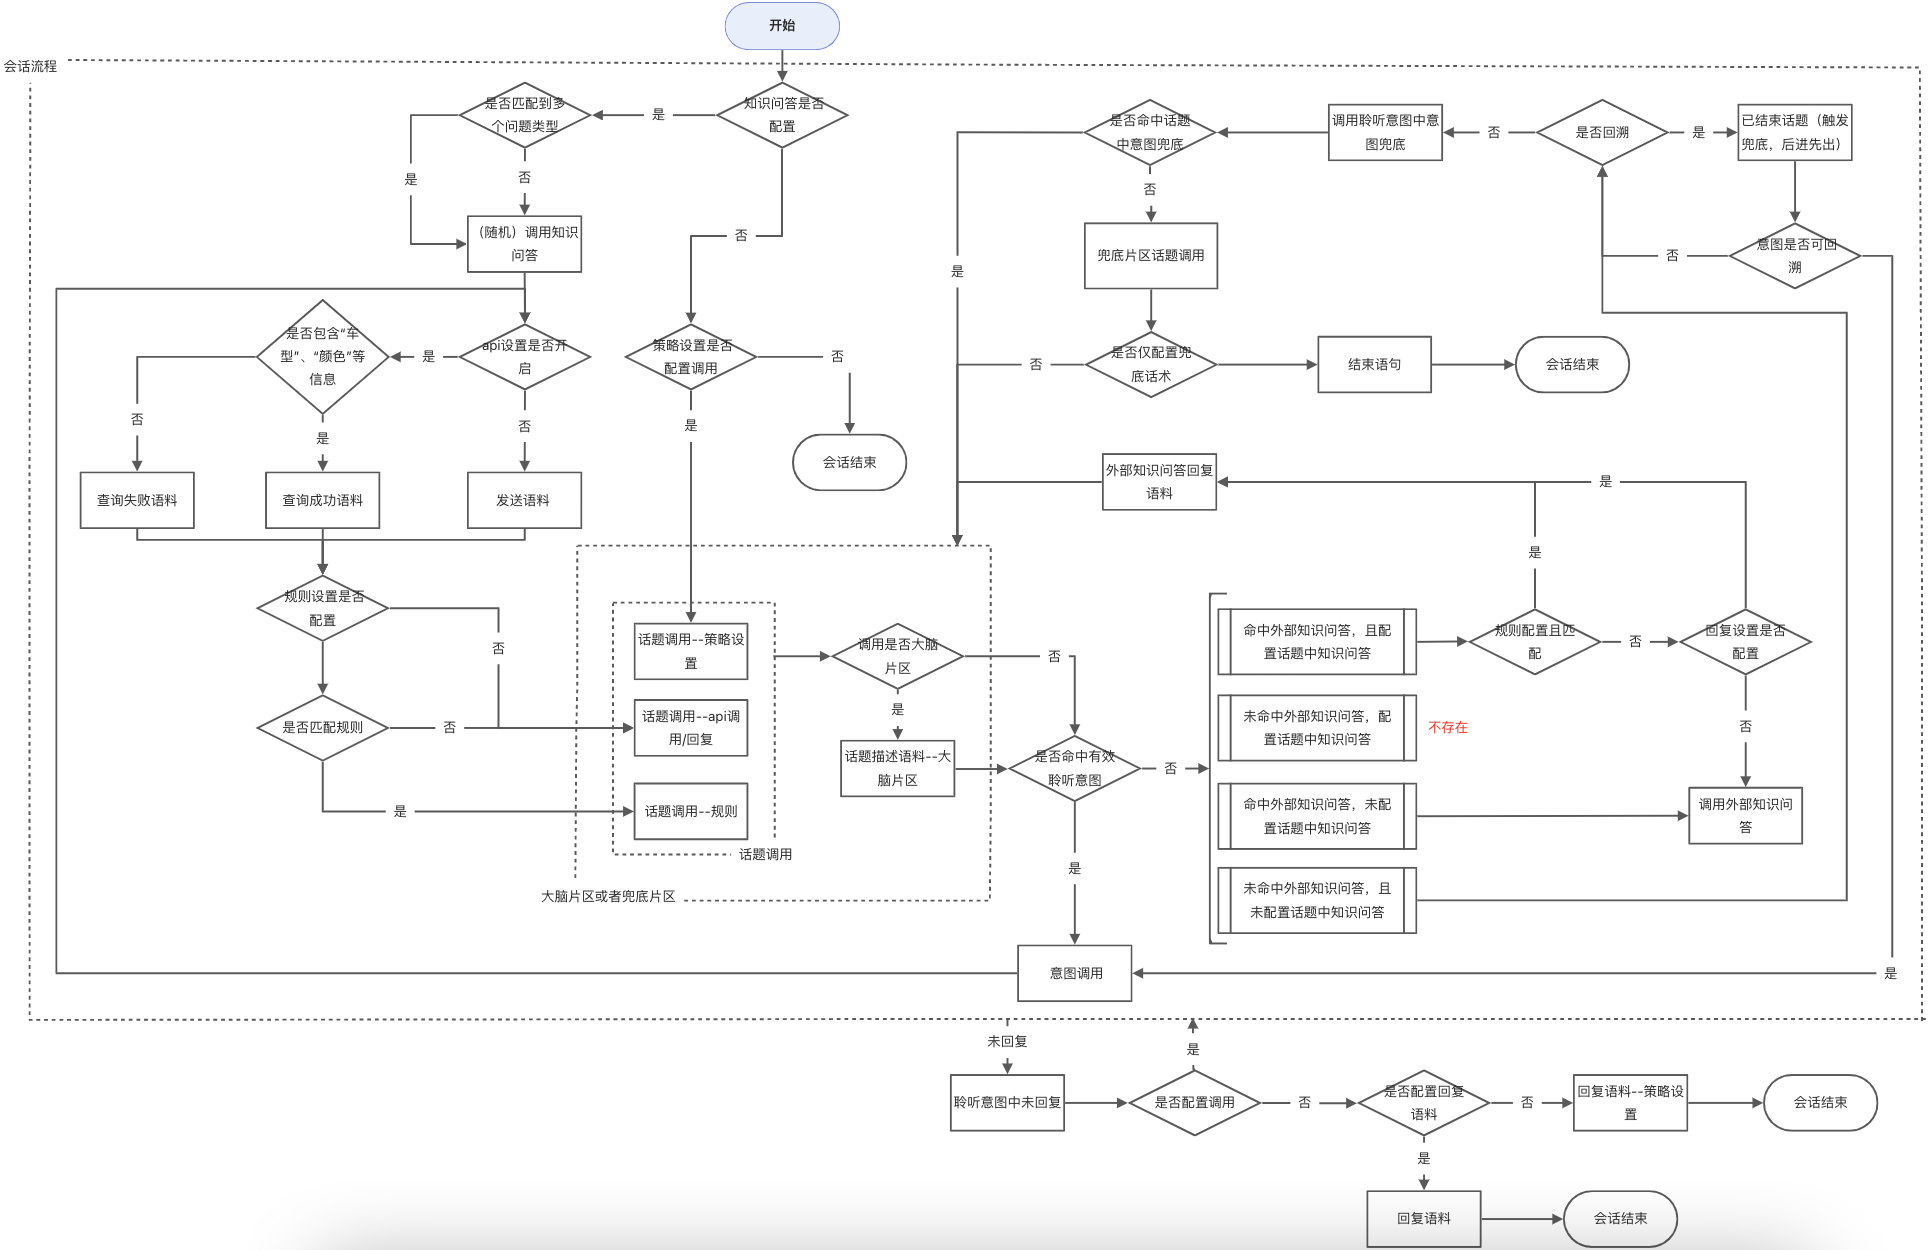 开始
会话流程
是否匹配到多
个问题类型
是
知识问答是否
配置
是否命中话题
中意图兜底
调用聆听意图中意
图兜底
否
是否回溯
是
已结束话题（触发
兜底，后进先出）
是
否
否
（随机）调用知识
问答
否
兜底片区话题调用
否
意图是否可回
溯
是
是否包含“车
型”、“颜色”等
信息
是
api设置是否开
启
策略设置是否
配置调用
否
否
是否仅配置兜
底话术
结束语句
会话结束
否
是
否
是
会话结束
外部知识问答回复
语料
是
查询失败语料
查询成功语料
发送语料
是
规则设置是否
配置
否
话题调用--策略设
置
调用是否大脑
片区
否
命中外部知识问答，且配
置话题中知识问答
规则配置且匹
配
否
回复设置是否
配置
是否匹配规则
否
话题调用--api调
用/回复
是
话题描述语料--大
脑片区
是否命中有效
聆听意图
否
未命中外部知识问答，配
置话题中知识问答
不存在
否
是
话题调用--规则
话题调用
命中外部知识问答，未配
置话题中知识问答
调用外部知识问
答
是
大脑片区或者兜底片区
未命中外部知识问答，且
未配置话题中知识问答
意图调用
是
未回复
是
聆听意图中未回复
是否配置调用
否
是否配置回复
语料
否
回复语料--策略设
置
会话结束
是
回复语料
会话结束